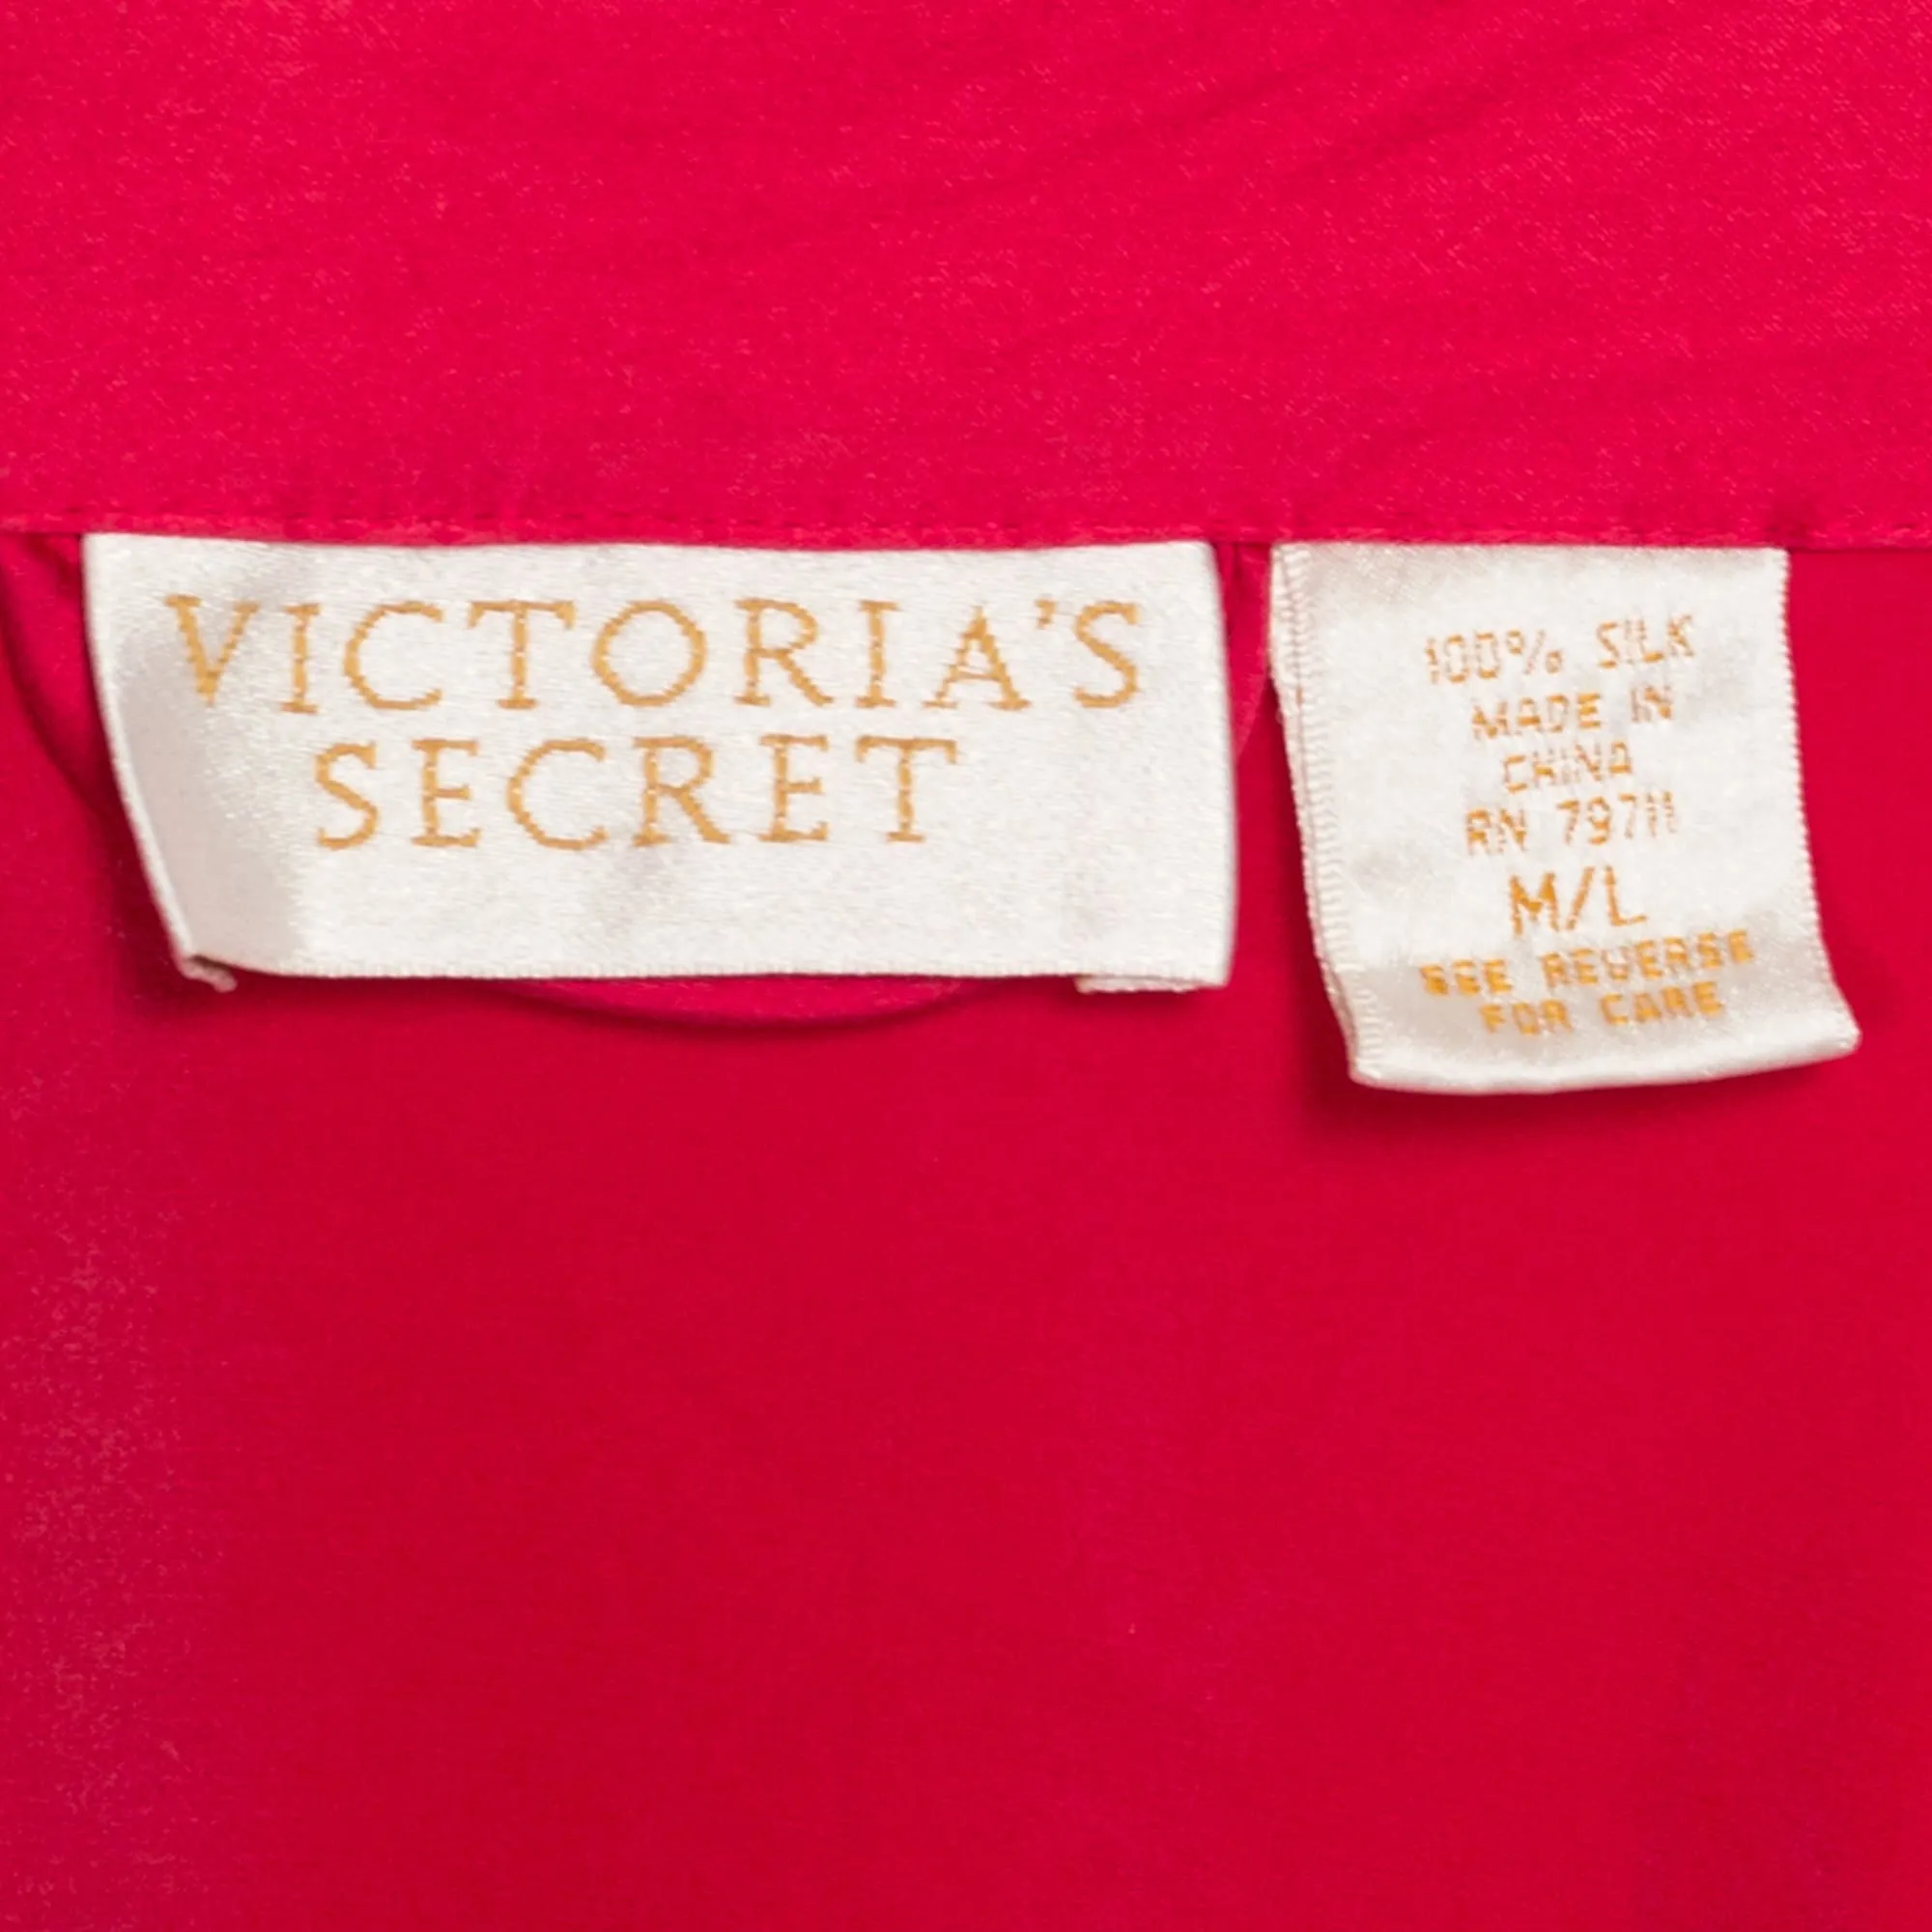 VICTORIA'S
SECRET
100% SILK
MADE IN
CHINA
RN 79711
M/L
SEE REVERSE
FOR CARE